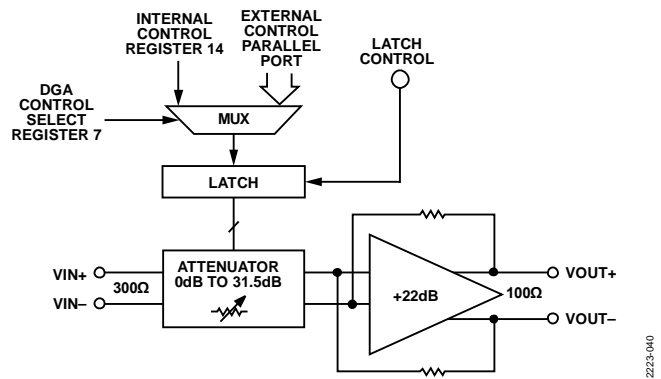 INTERNAL
CONTROL
REGISTER 14
EXTERNAL
CONTROL
PARALLEL
PORT
LATCH
CONTROL
DGA
CONTROL
SELECT
REGISTER 7
MUX
LATCH
VIN+
VIN–
300Ω
ATTENUATOR
0dB TO 31.5dB
+22dB
100Ω
VOUT+
VOUT–
2223-040